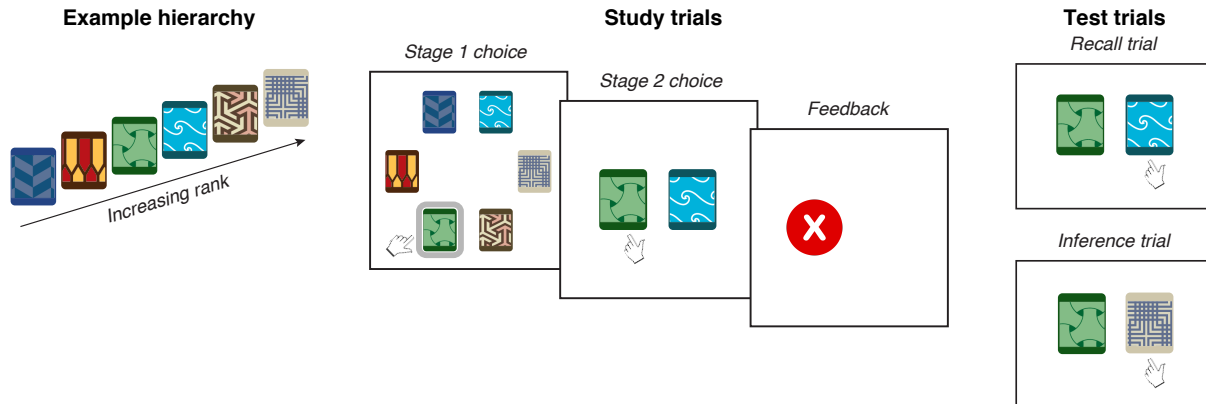 Example hierarchy
Increasing rank
Study trials
Stage 1 choice
Stage 2 choice
Feedback
X
Test trials
Recall trial
Inference trial